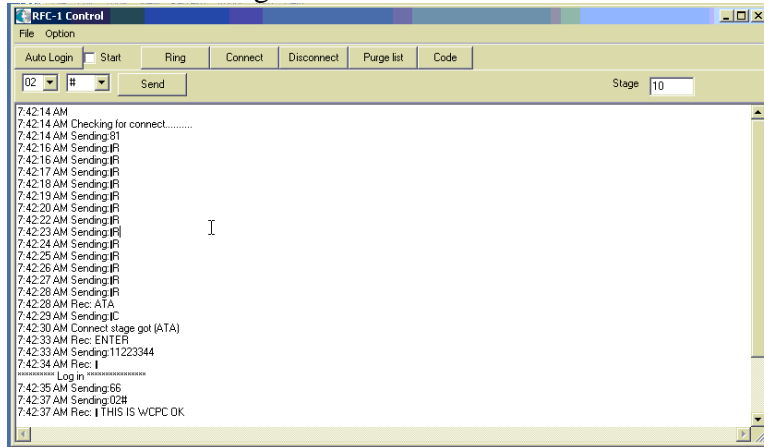 RFC-1 Control
File Option
Auto Login Start Ring Connect Disconnect Purge list Code
02 # Send Stage 10
7:42:14 AM
7:42:14 AM Checking for connect..........
7:42:14 AM Sending:81
7:42:16 AM Sending:|R
7:42:16 AM Sending:|R
7:42:17 AM Sending:|R
7:42:18 AM Sending:|R
7:42:19 AM Sending:|R
7:42:20 AM Sending:|R
7:42:22 AM Sending:|R
7:42:23 AM Sending:|R
7:42:24 AM Sending:|R
7:42:25 AM Sending:|R
7:42:26 AM Sending:|R
7:42:27 AM Sending:|R
7:42:28 AM Sending:|R
7:42:28 AM Rec: ATA
7:42:29 AM Sending:|C
7:42:30 AM Connect stage got (ATA)
7:42:33 AM Rec: ENTER
7:42:33 AM Sending:11223344
7:42:34 AM Rec: |
********** Log in ***************
7:42:35 AM Sending:66
7:42:37 AM Sending:02#
7:42:37 AM Rec: | THIS IS WCPC OK